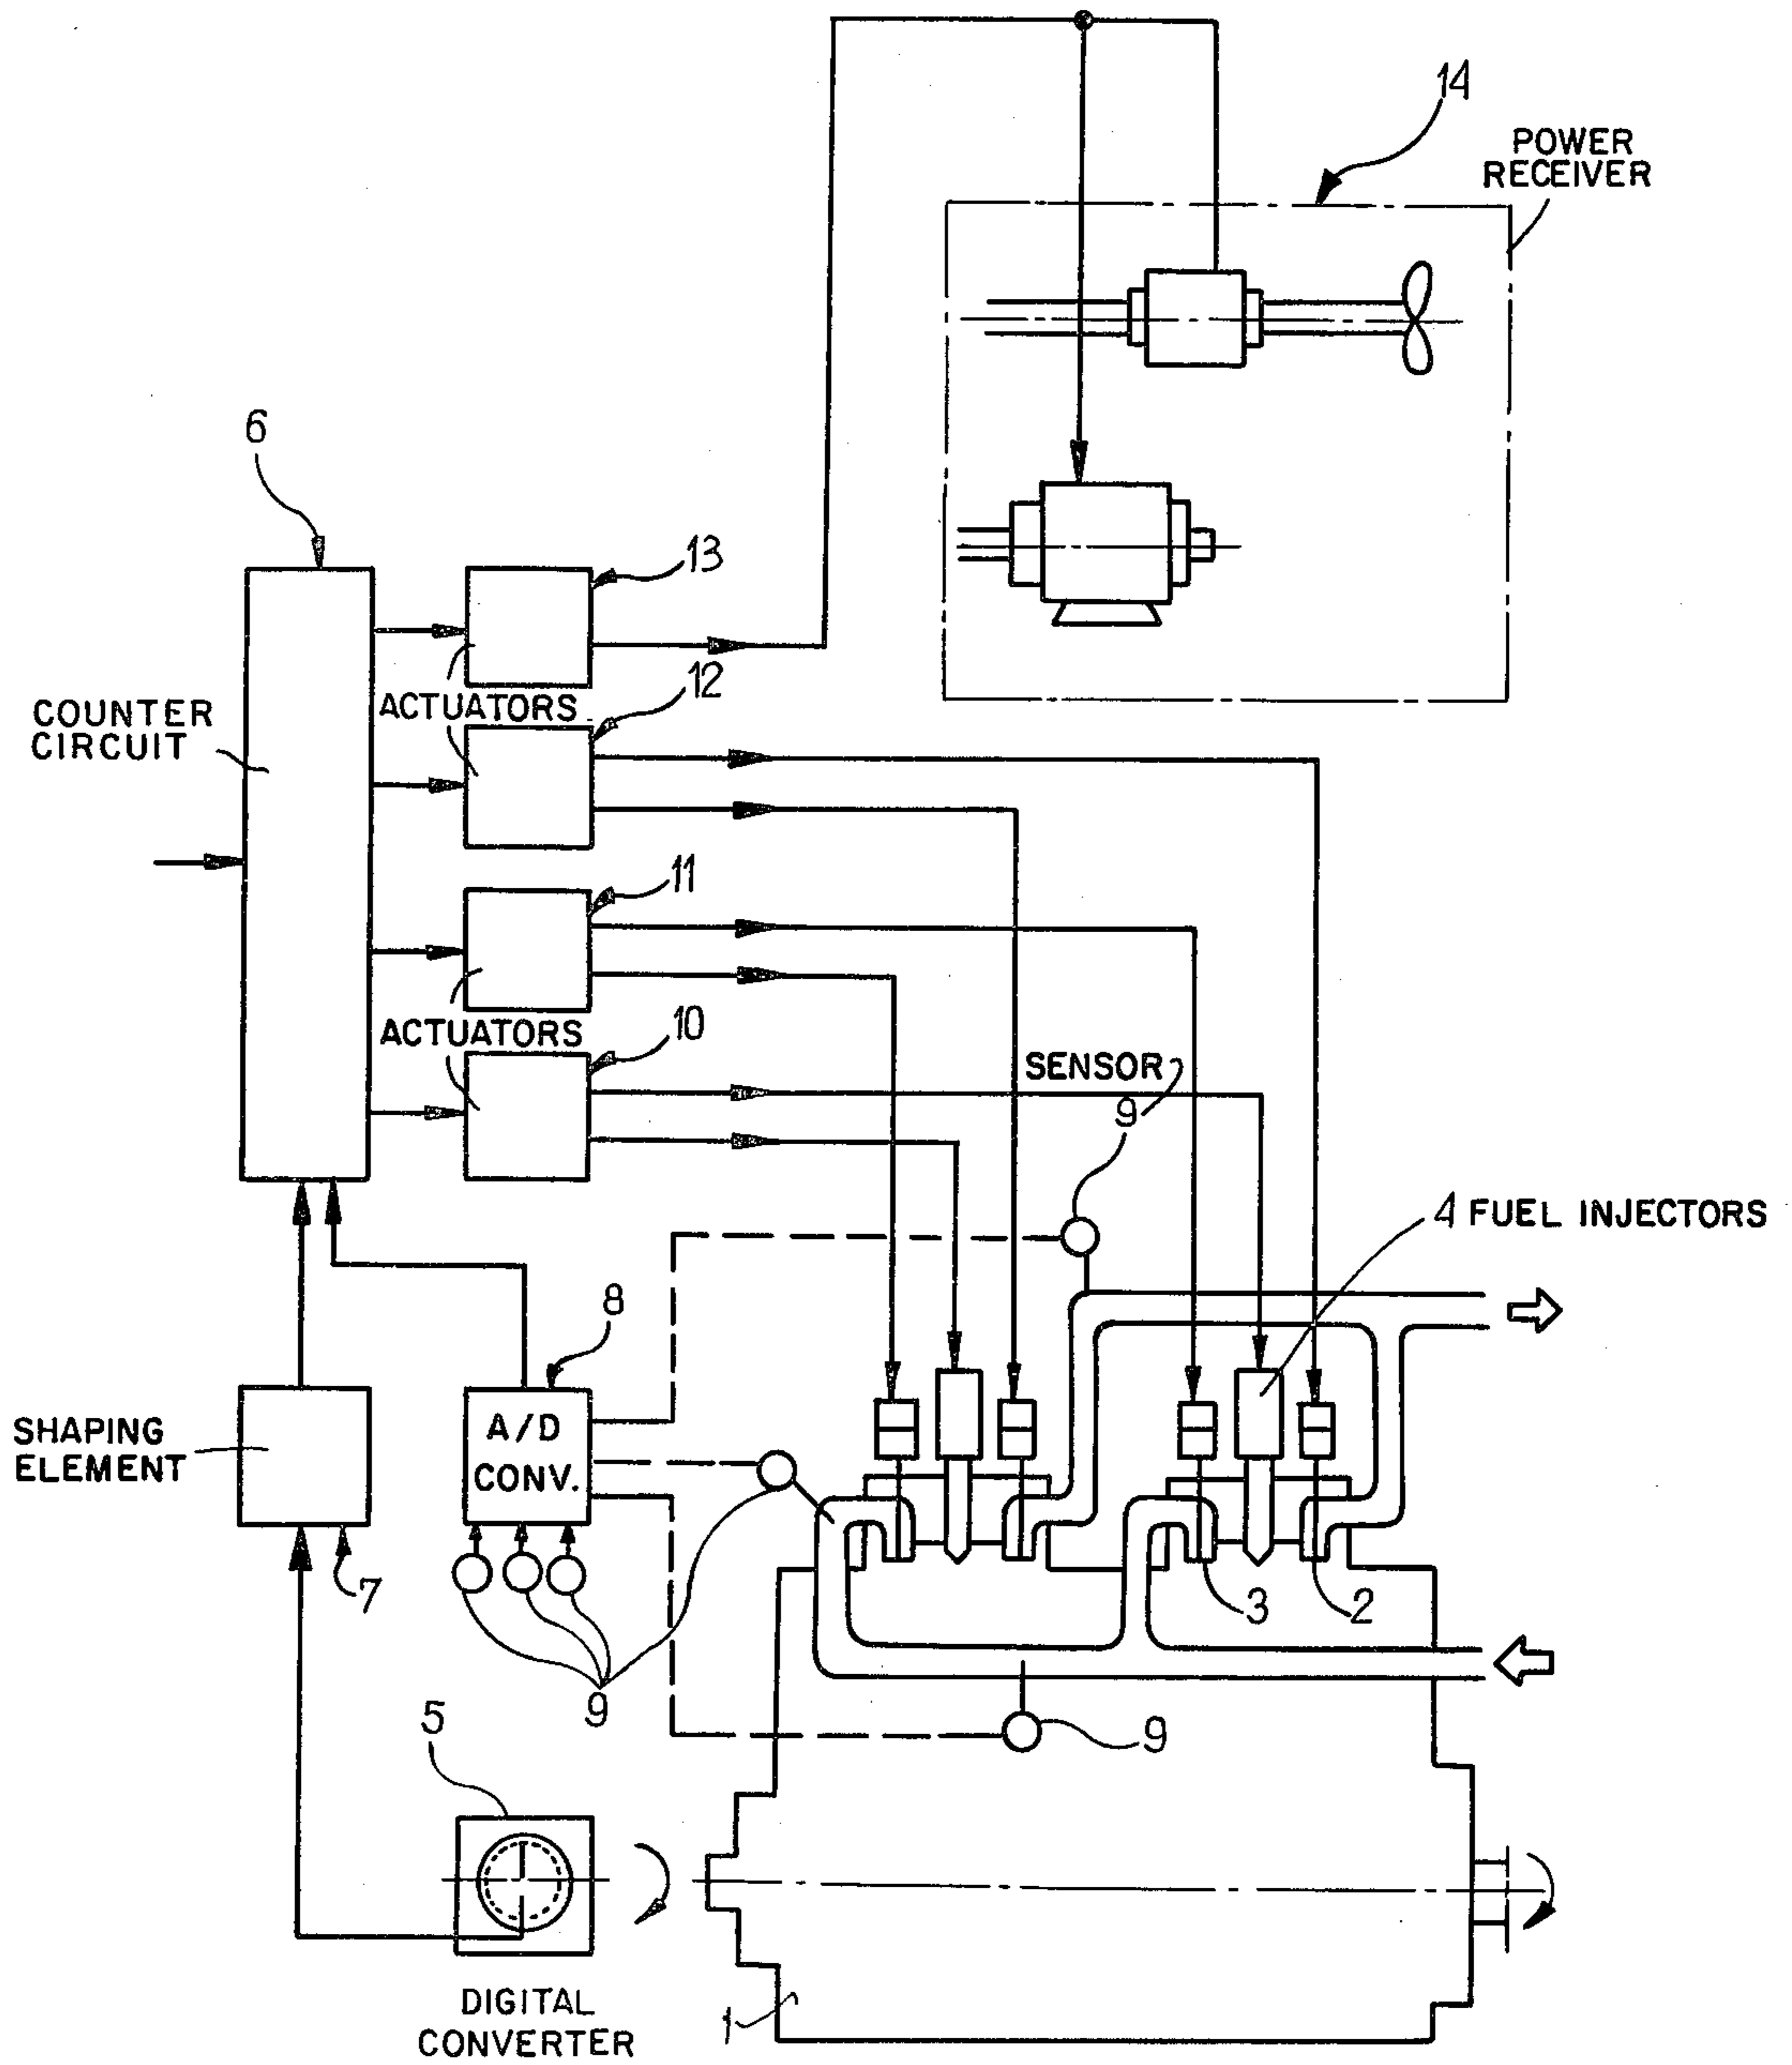 14
POWER
RECEIVER
6
13
ACTUATORS
12
COUNTER
CIRCUIT
11
ACTUATORS
10
SENSOR
9
4 FUEL INJECTORS
8
A/D
CONV.
SHAPING
ELEMENT
7
3
2
9
5
9
1
DIGITAL
CONVERTER